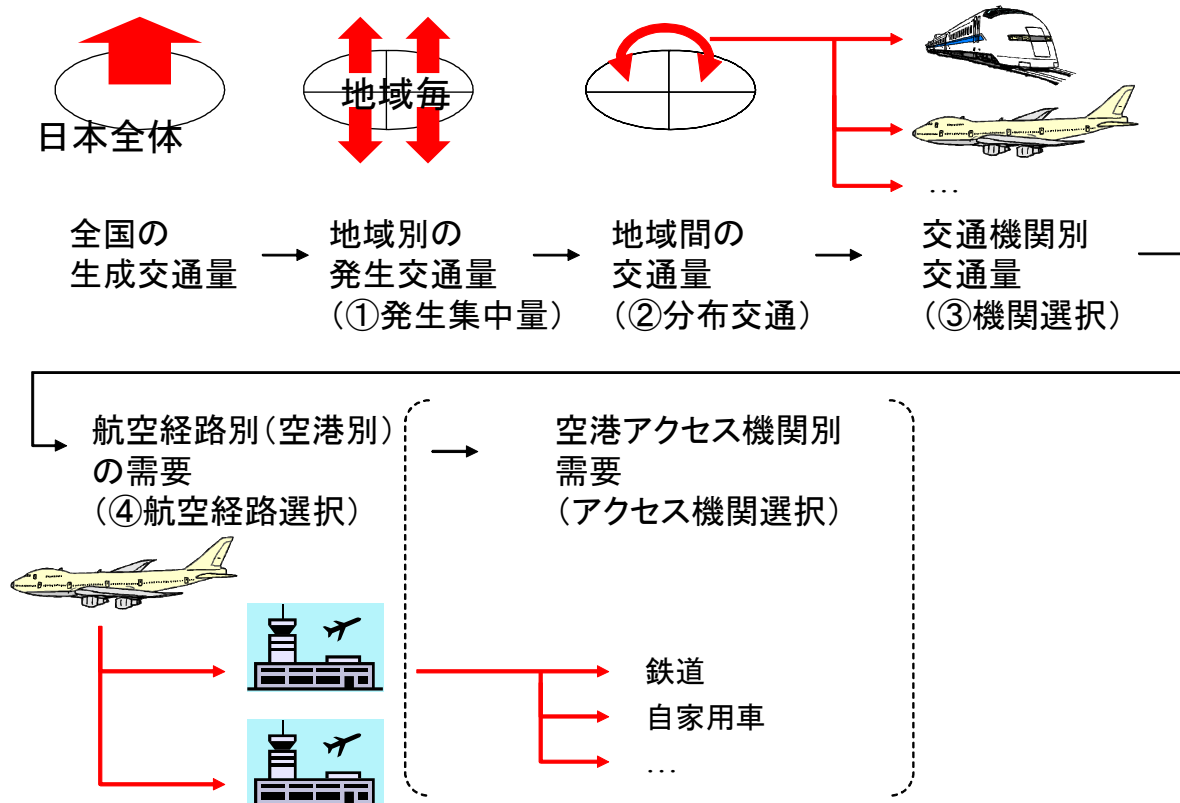 地域毎
日本全体
…
全国の
生成交通量
地域別の
発生交通量
(①発生集中量)
地域間の
交通量
(②分布交通)
交通機関別
交通量
(③機関選択)
航空経路別(空港別)
の需要
(④航空経路選択)
空港アクセス機関別
需要
(アクセス機関選択)
鉄道
自家用車
…